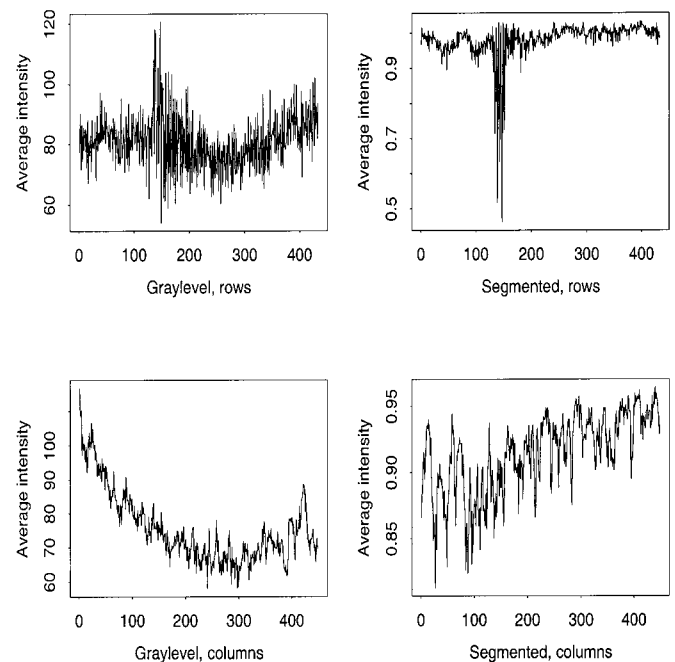 Average intensity
60 80 100 120
0 100 200 300 400
Graylevel, rows
Average intensity
0.5 0.7 0.9
0 100 200 300 400
Segmented, rows
Average intensity
60 70 80 90 100
0 100 200 300 400
Graylevel, columns
Average intensity
0.85 0.90 0.95
0 100 200 300 400
Segmented, columns